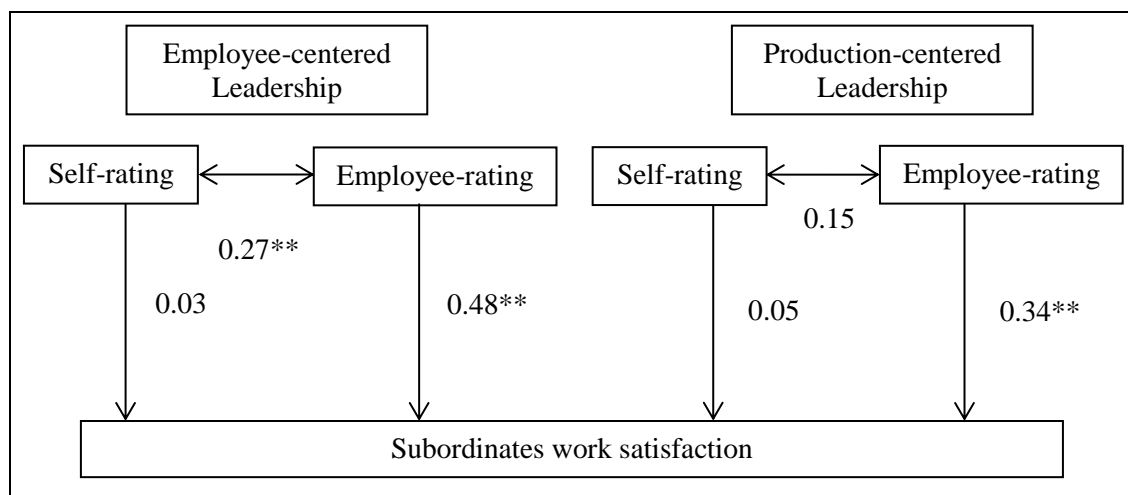 Employee-centered
Leadership
Production-centered
Leadership
Self-rating
Employee-rating
Self-rating
Employee-rating
0.27**
0.15
0.03
0.48**
0.05
0.34**
Subordinates work satisfaction